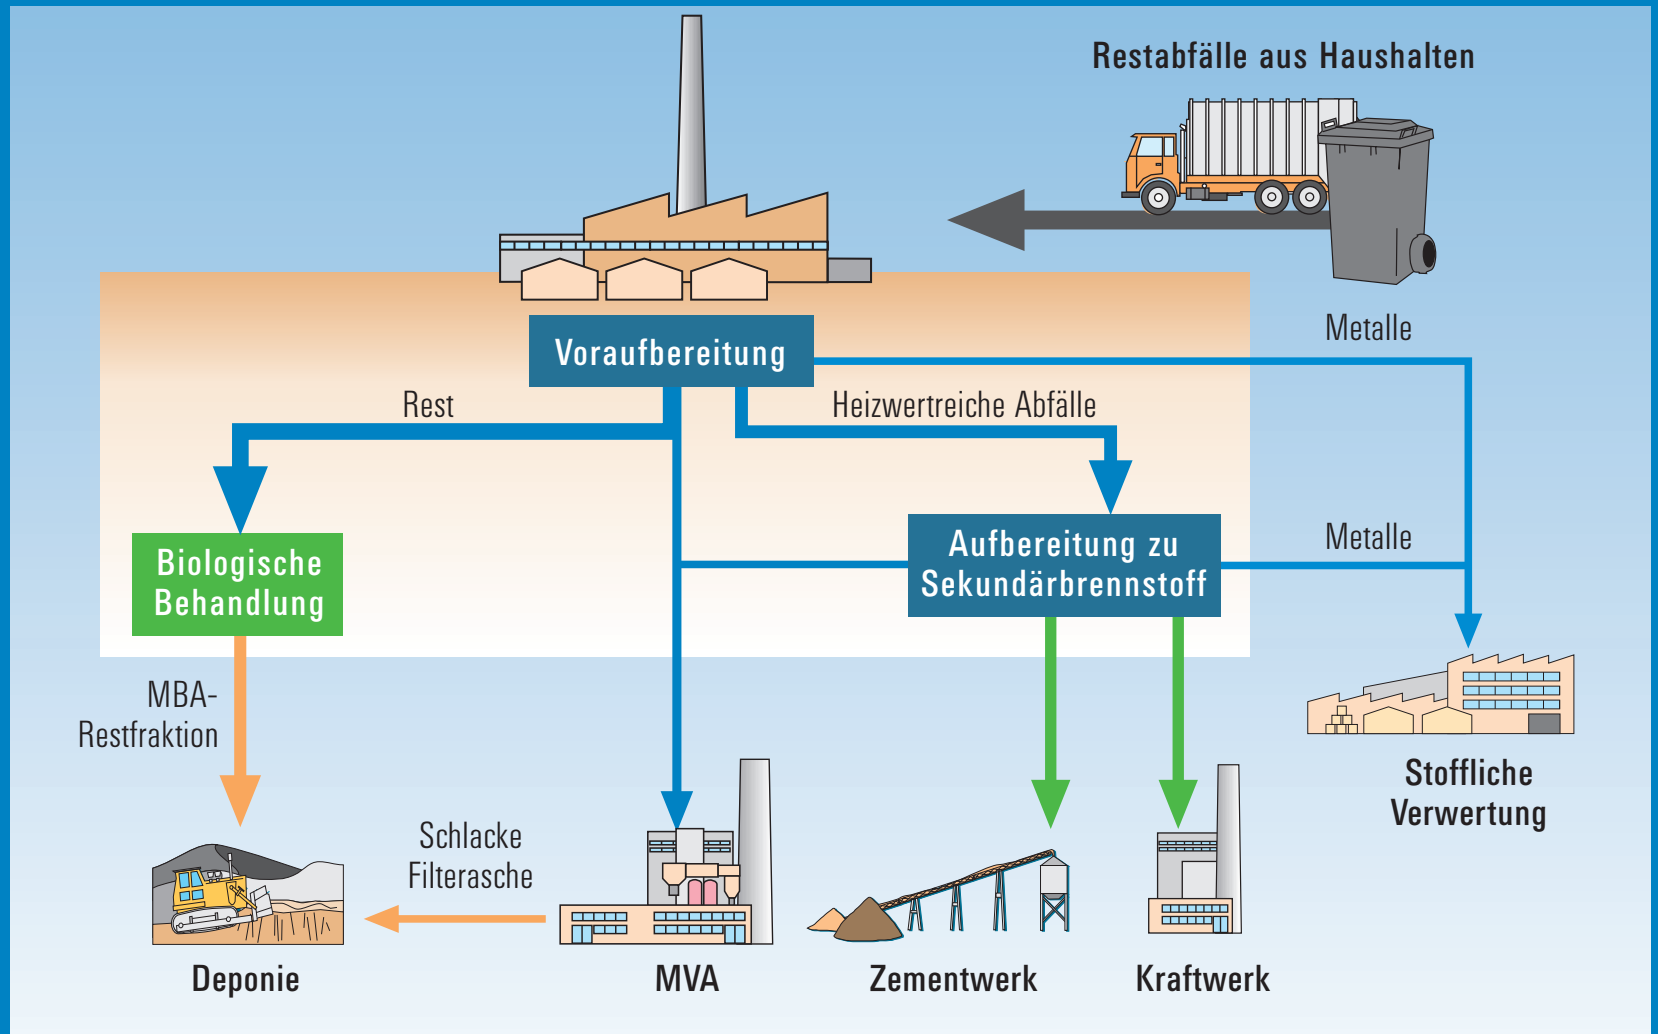 Restabfälle aus Haushalten
Metalle
Voraufbereitung
Rest
Heizwertreiche Abfälle
Metalle
Aufbereitung zu
Sekundärbrennstoff
Biologische
Behandlung
MBA-
Restfraktion
Stoffliche
Verwertung
Schlacke
Filterasche
Deponie
MVA
Zementwerk
Kraftwerk